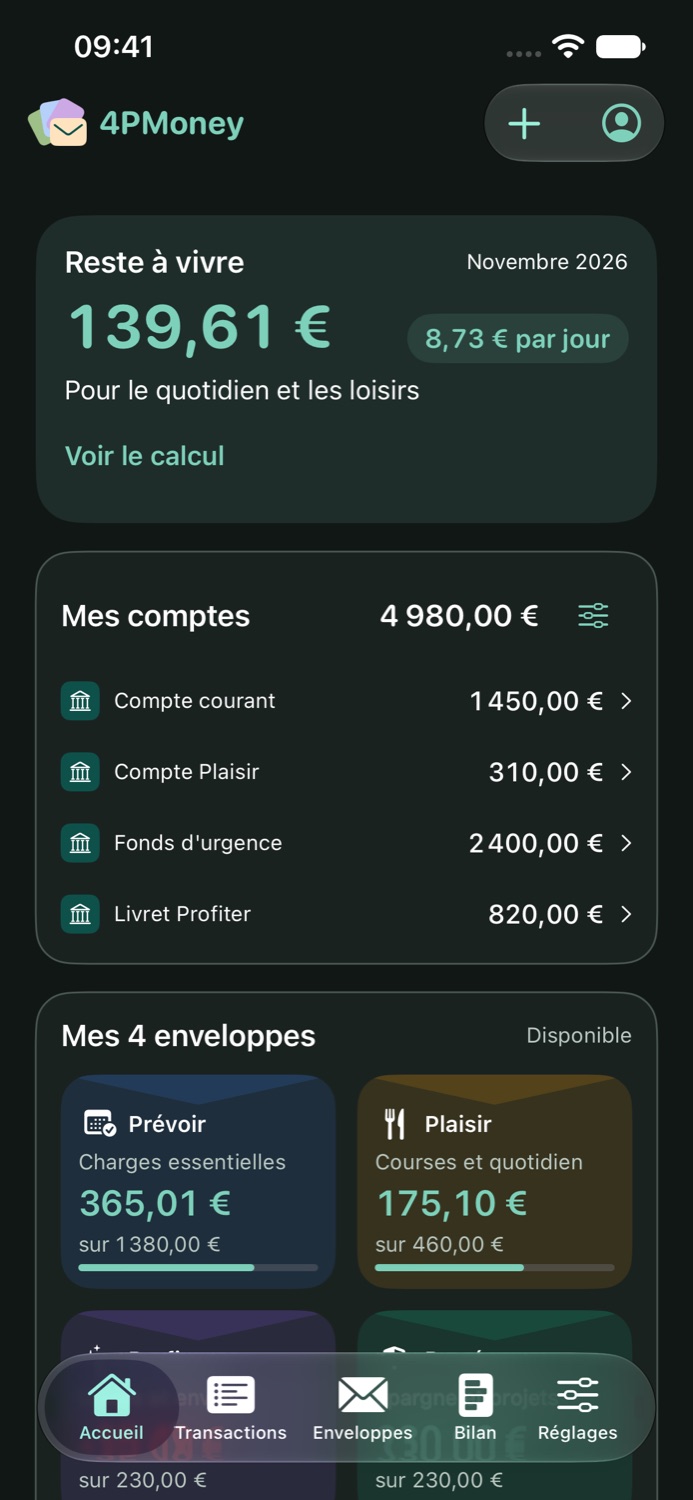 09:41
4PMoney
Reste à vivre
Novembre 2026
139,61 €
8,73 € par jour
Pour le quotidien et les loisirs
Voir le calcul
Mes comptes
4 980,00 €
Compte courant
1 450,00 €
Compte Plaisir
310,00 €
Fonds d'urgence
2 400,00 €
Livret Profiter
820,00 €
Mes 4 enveloppes
Disponible
Prévoir
Charges essentielles
365,01 €
sur 1 380,00 €
Plaisir
Courses et quotidien
175,10 €
sur 460,00 €
Accueil
Transactions
Enveloppes
Bilan
Réglages
sur 230,00 €
sur 230,00 €